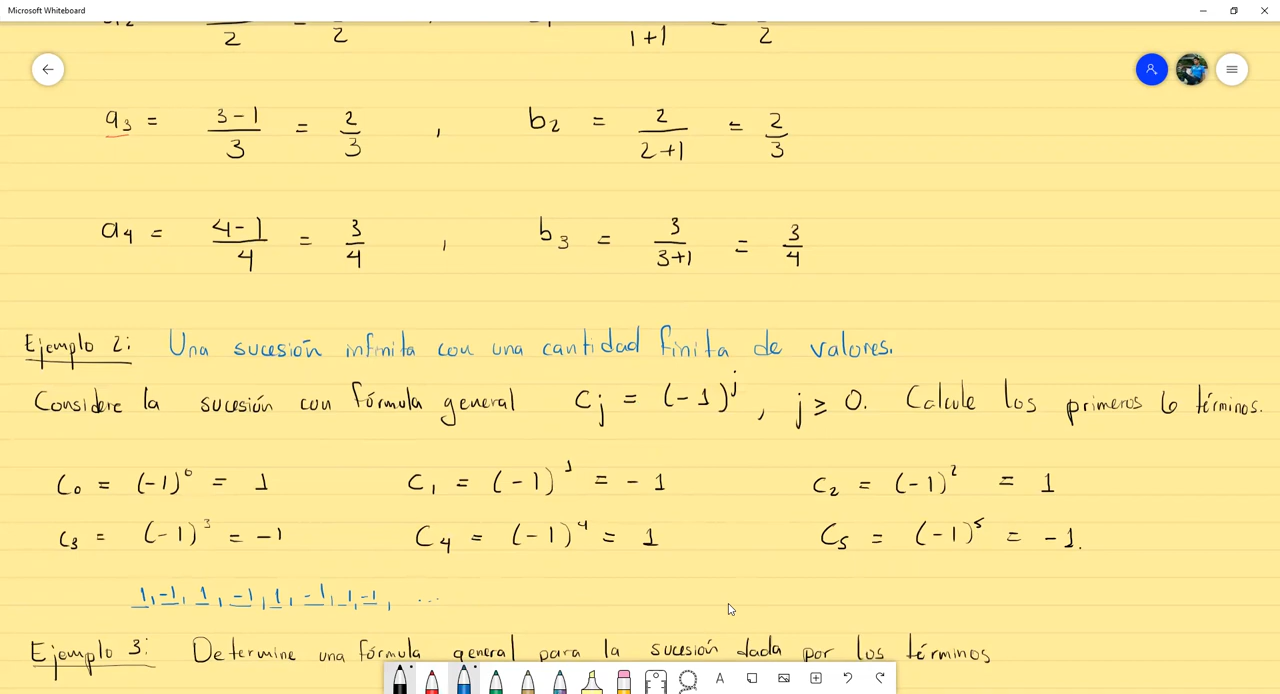 Microsoft Whiteboard
2 2 1+1 2
a3 = 3-1/3 = 2/3 , b2 = 2/2+1 = 2/3
a4 = 4-1/4 = 3/4 , b3 = 3/3+1 = 3/4
Ejemplo 2: Una sucesión infinita con una cantidad finita de valores.
Considere la sucesión con fórmula general Cj = (-1)^j , j ≥ 0. Calcule los primeros 6 términos.
C0 = (-1)^0 = 1 C1 = (-1)^1 = -1 C2 = (-1)^2 = 1
C3 = (-1)^3 = -1 C4 = (-1)^4 = 1 C5 = (-1)^5 = -1.
1, -1, 1, -1, 1, -1, 1, -1, ...
Ejemplo 3: Determine una fórmula general para la sucesión dada por los términos
A